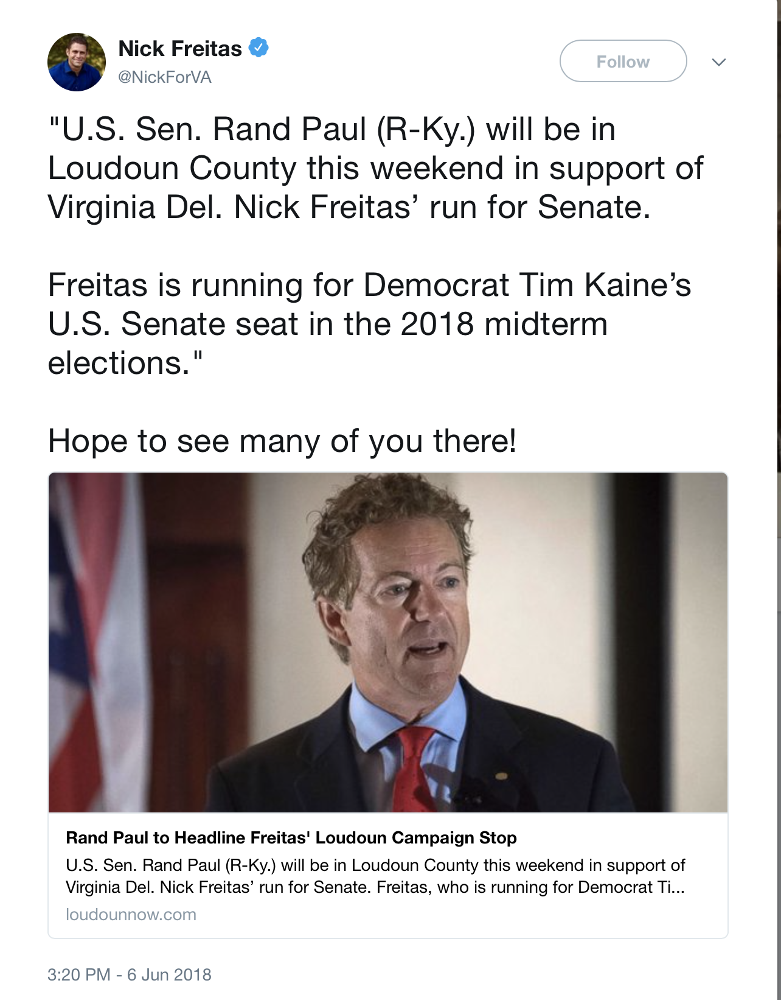 Nick Freitas
@NickForVA
Follow
"U.S. Sen. Rand Paul (R-Ky.) will be in
Loudoun County this weekend in support of
Virginia Del. Nick Freitas’ run for Senate.
Freitas is running for Democrat Tim Kaine’s
U.S. Senate seat in the 2018 midterm
elections."
Hope to see many of you there!
Rand Paul to Headline Freitas' Loudoun Campaign Stop
U.S. Sen. Rand Paul (R-Ky.) will be in Loudoun County this weekend in support of
Virginia Del. Nick Freitas’ run for Senate. Freitas, who is running for Democrat Ti...
loudounnow.com
3:20 PM - 6 Jun 2018